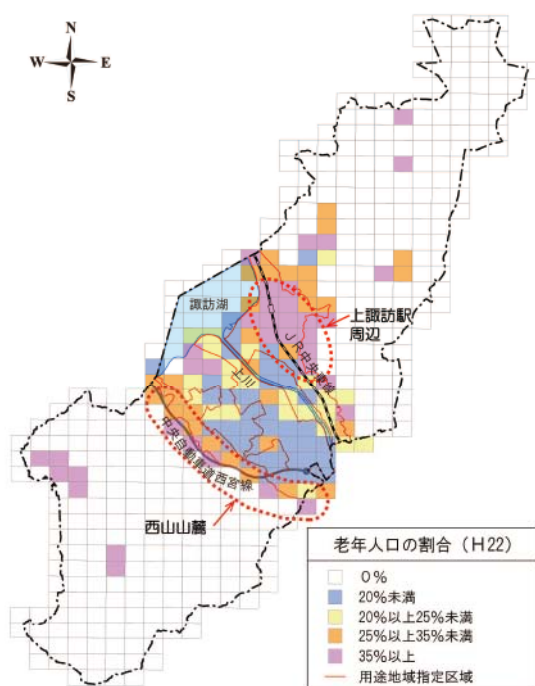 N
W E
S
諏訪湖
上諏訪駅
周辺
JR中央東線
上川
中央自動車道西宮線
西山山麓
老年人口の割合（H22）
0％
20％未満
20％以上25％未満
25％以上35％未満
35％以上
用途地域指定区域